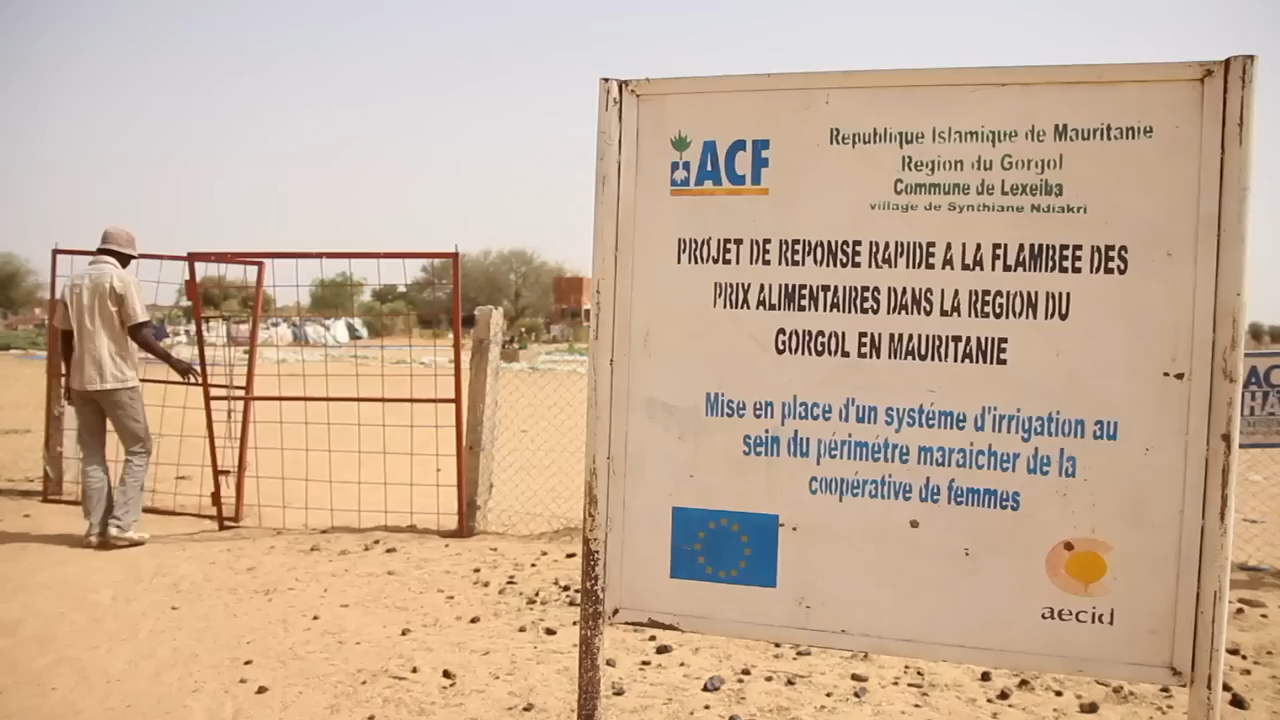 ACF
Republique Islamique de Mauritanie
Region du Gorgol
Commune de Lexeiba
village de Synthiane Ndiakri
PROJET DE REPONSE RAPIDE A LA FLAMBEE DES
PRIX ALIMENTAIRES DANS LA REGION DU
GORGOL EN MAURITANIE
Mise en place d'un systéme d'irrigation au
sein du périmétre maraicher de la
coopérative de femmes
aecid